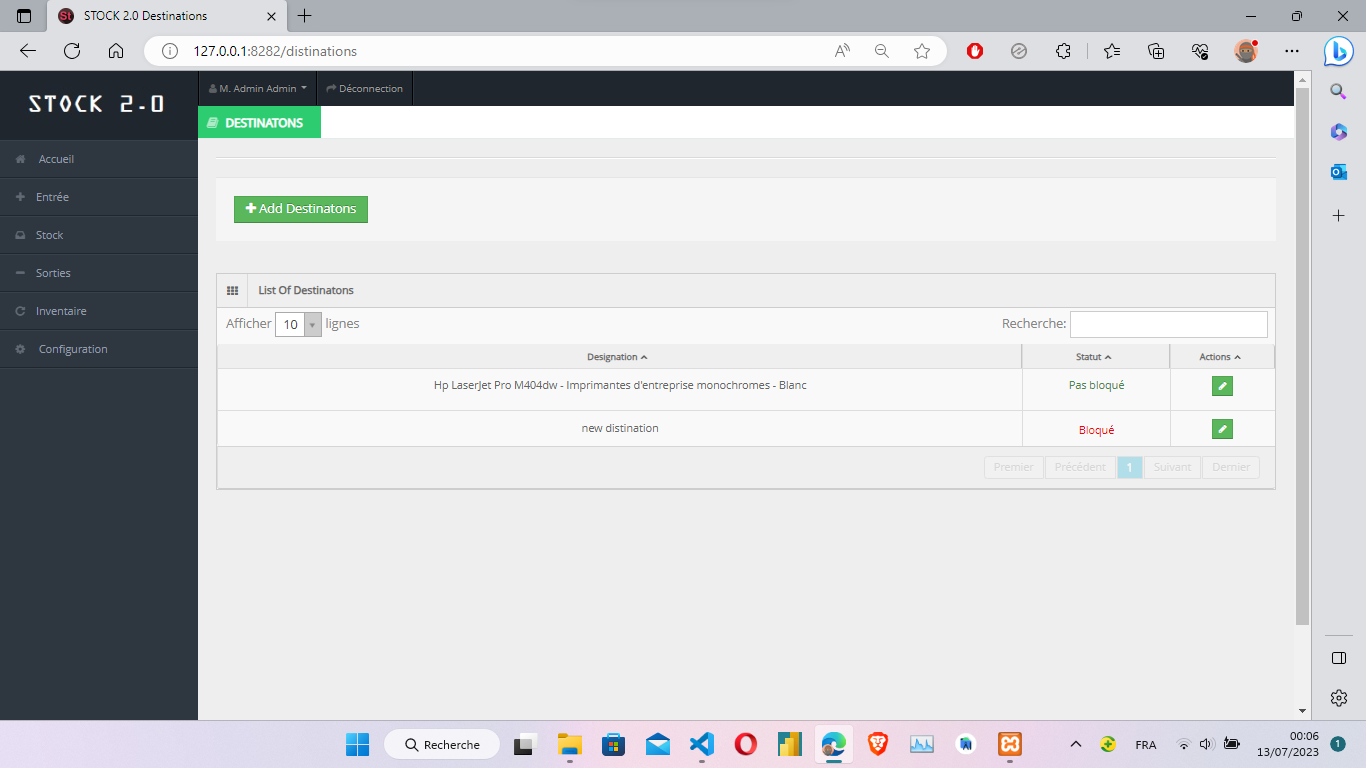 STOCK 2.0 Destinations
127.0.0.1:8282/distinations
STOCK 2.0
M. Admin Admin
Déconnection
DESTINATONS
Accueil
Entrée
Stock
Sorties
Inventaire
Configuration
Add Destinatons
List Of Destinatons
Afficher 10 lignes
Recherche:
Designation Statut Actions
Hp LaserJet Pro M404dw - Imprimantes d'entreprise monochromes - Blanc Pas bloqué
new distination Bloqué
Premier Précédent 1 Suivant Dernier
Recherche
FRA
00:06
13/07/2023
1